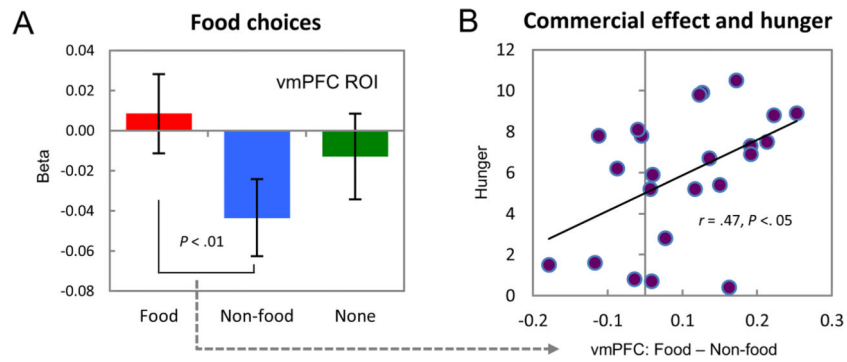 A
Food choices
0.04
0.02
0.00
-0.02
-0.04
-0.06
-0.08
Beta
vmPFC ROI
P < .01
Food
Non-food
None
B
Commercial effect and hunger
12
10
8
6
4
2
0
Hunger
r = .47, P <. 05
-0.2
0.1
0.1
0.2
0.3
vmPFC: Food – Non-food